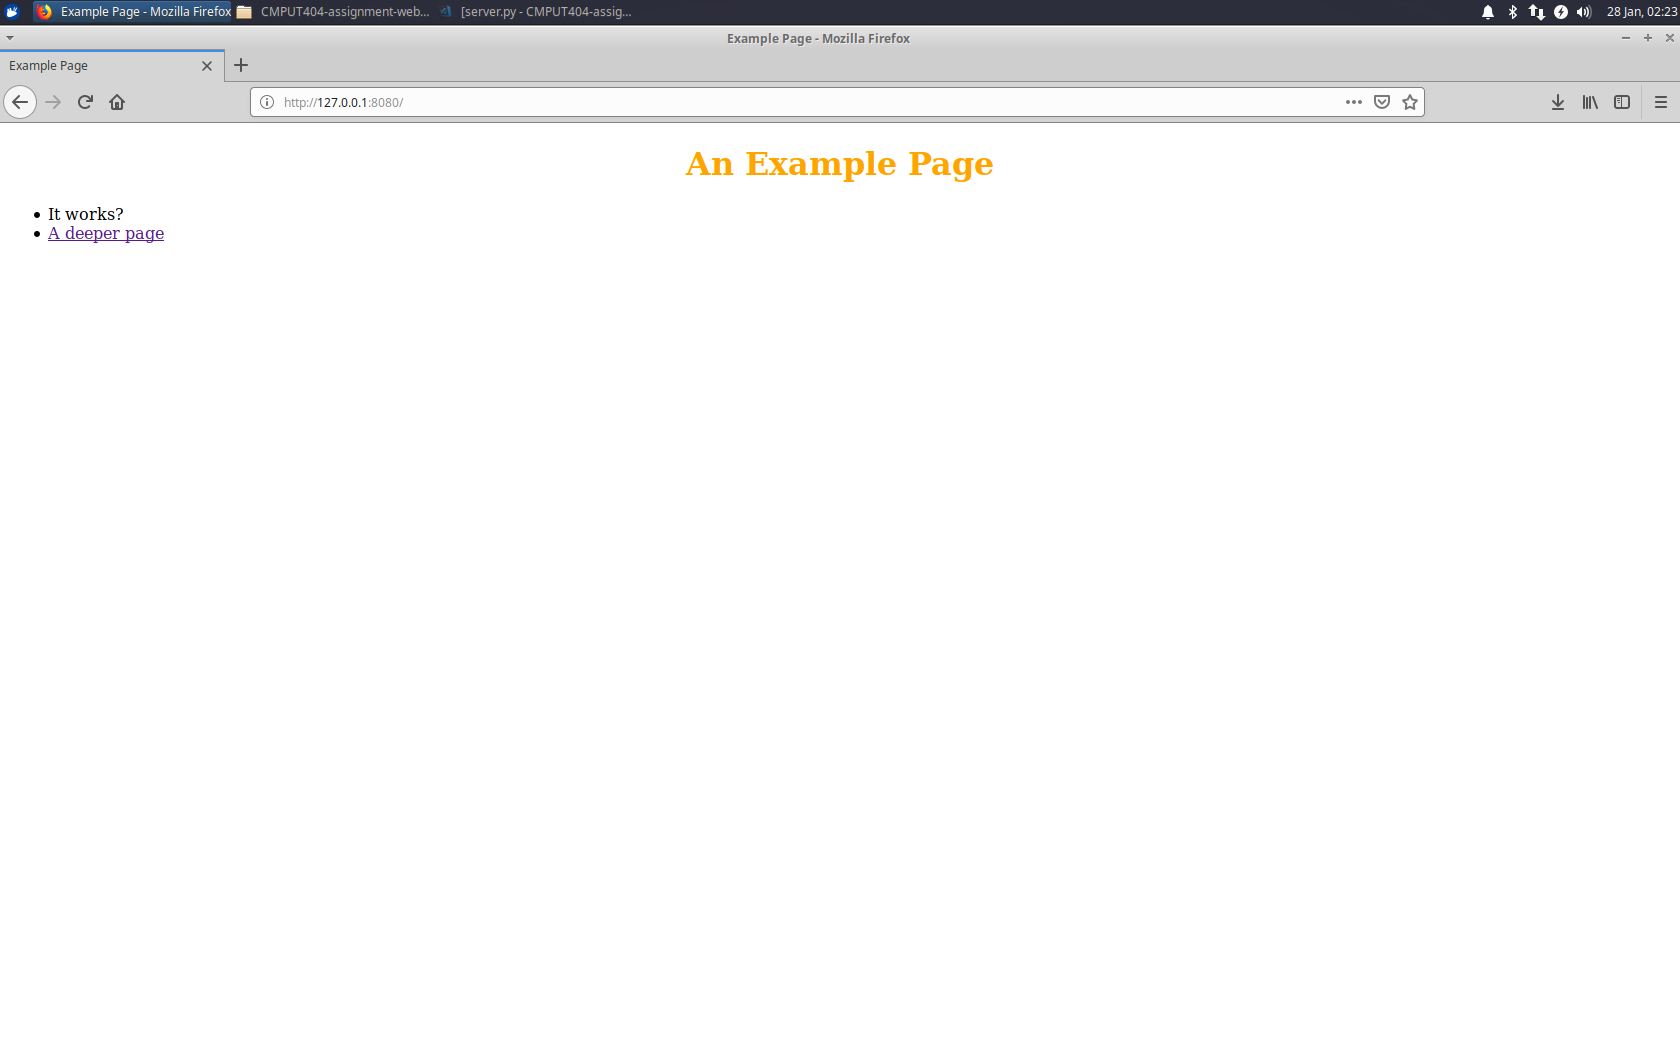 Example Page - Mozilla Firefox
CMPUT404-assignment-web...
[server.py - CMPUT404-assig...
28 Jan, 02:23
Example Page - Mozilla Firefox
Example Page
http://127.0.0.1:8080/
An Example Page
It works?
A deeper page